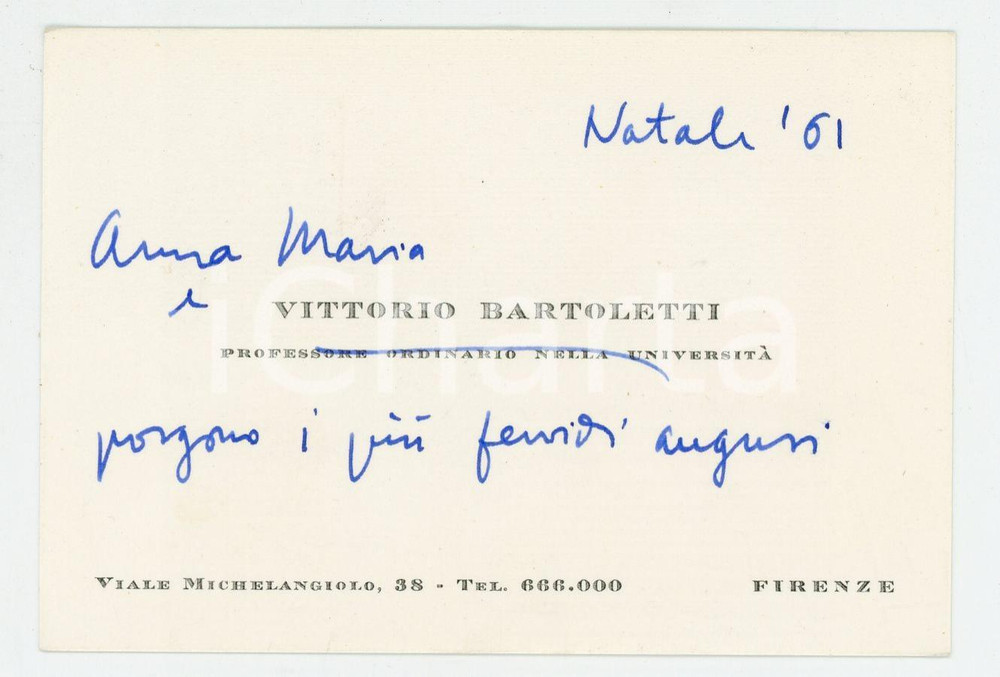 Natale '61
Anna Maria
e VITTORIO BARTOLETTI
PROFESSORE ORDINARIO NELLA UNIVERSITÀ
porgono i più fervidi auguri
VIALE MICHELANGIOLO, 38 - TEL. 666.000 FIRENZE
iCharta